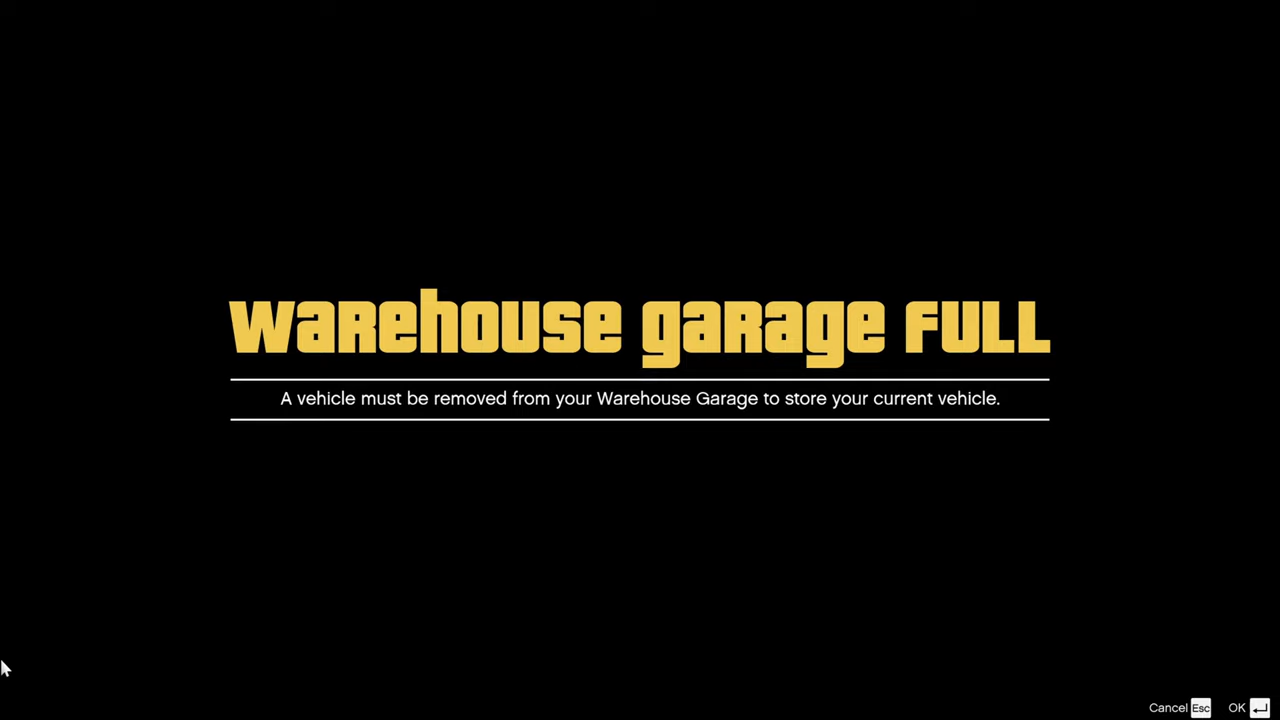 warehouse garage FULL
A vehicle must be removed from your Warehouse Garage to store your current vehicle.
Cancel Esc OK